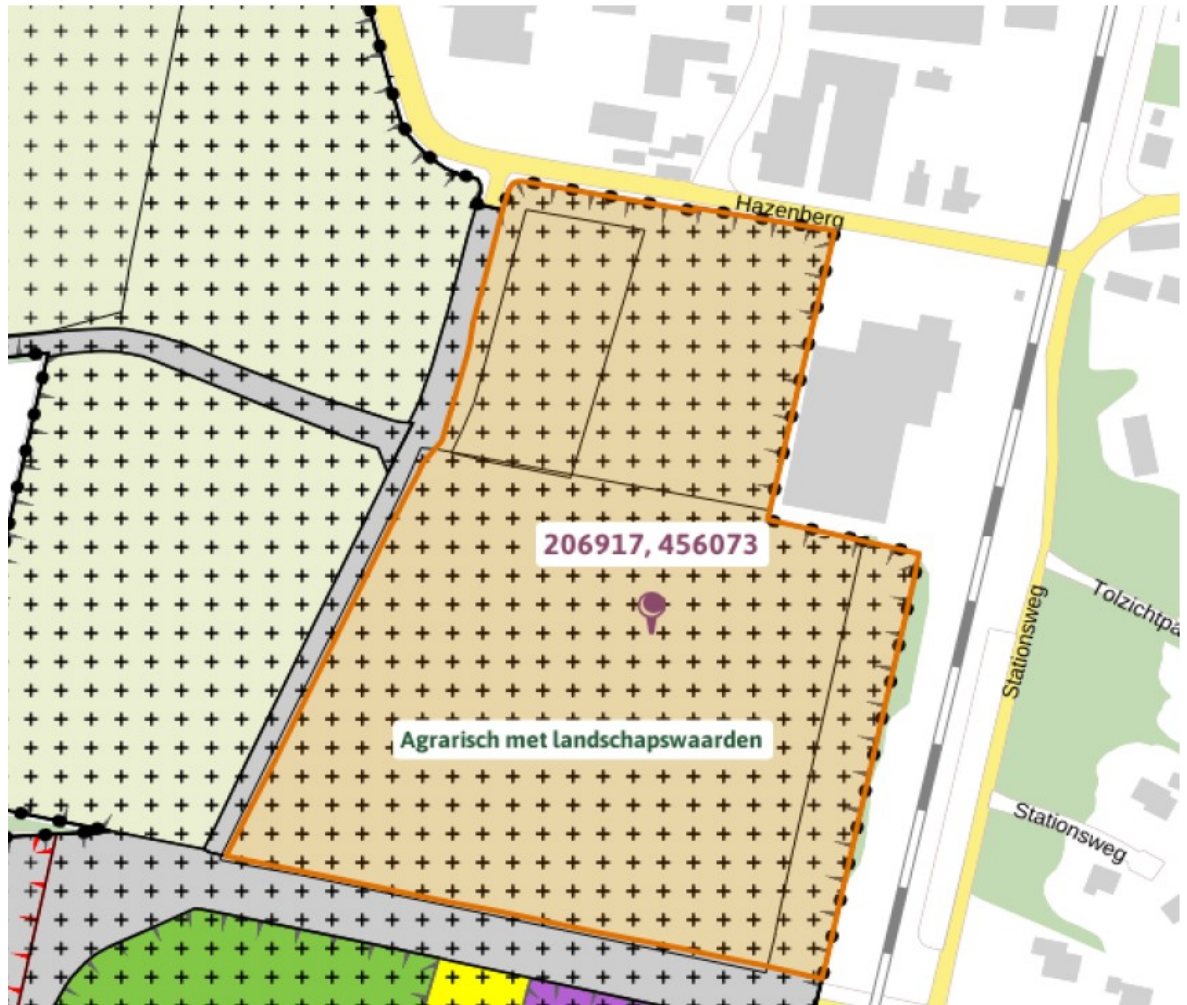 Hazenberg
206917, 456073
Stationsweg
Tolzichtpa
Agrarisch met landschapswaarden
Stationsweg